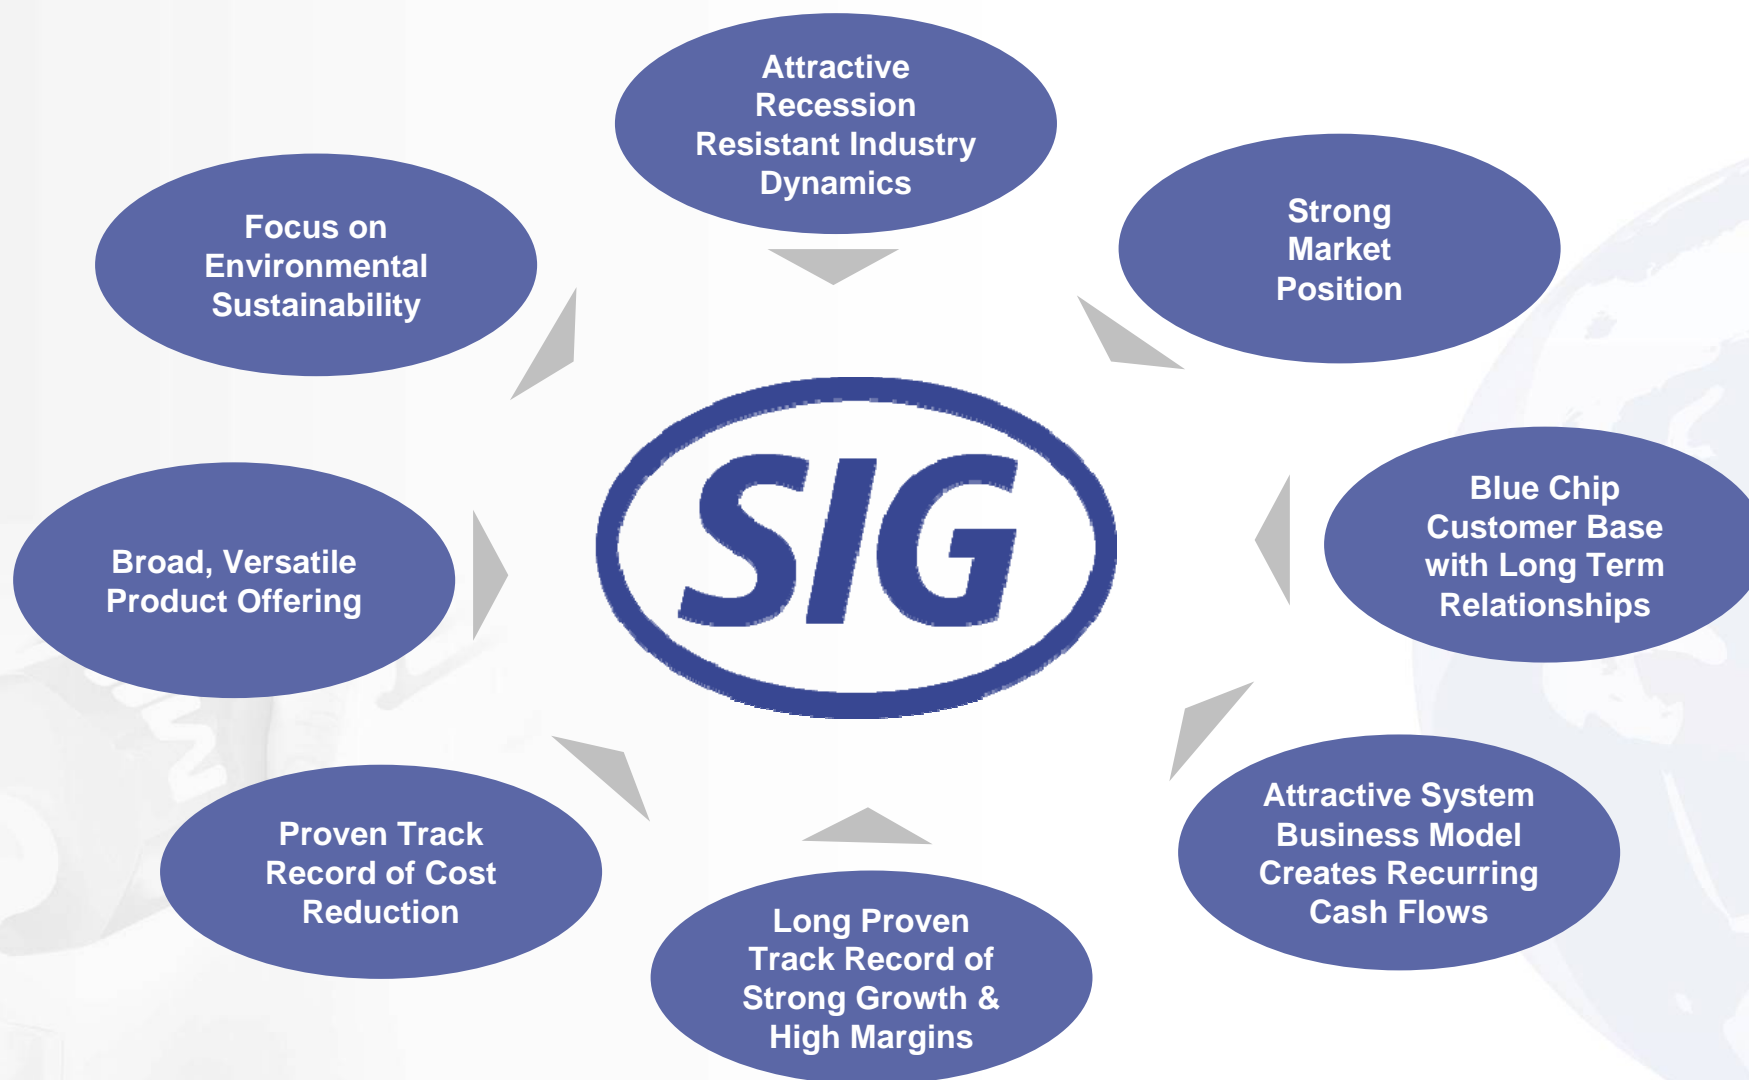 Attractive
Recession
Resistant Industry
Dynamics
Strong
Market
Position
Focus on
Environmental
Sustainability
SIG
Blue Chip
Customer Base
with Long Term
Relationships
Broad, Versatile
Product Offering
Attractive System
Business Model
Creates Recurring
Cash Flows
Proven Track
Record of Cost
Reduction
Long Proven
Track Record of
Strong Growth &
High Margins